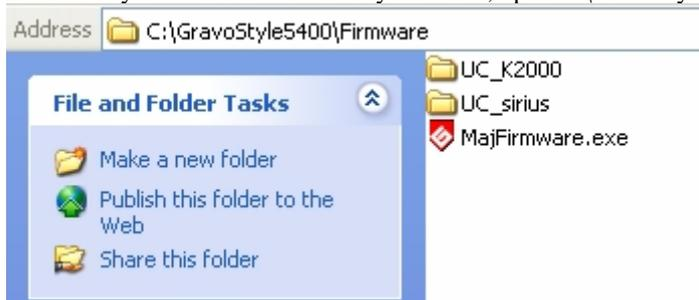 Address C:\GravoStyle5400\Firmware
File and Folder Tasks
Make a new folder
Publish this folder to the
Web
Share this folder
UC_K2000
UC_sirius
MajFirmware.exe